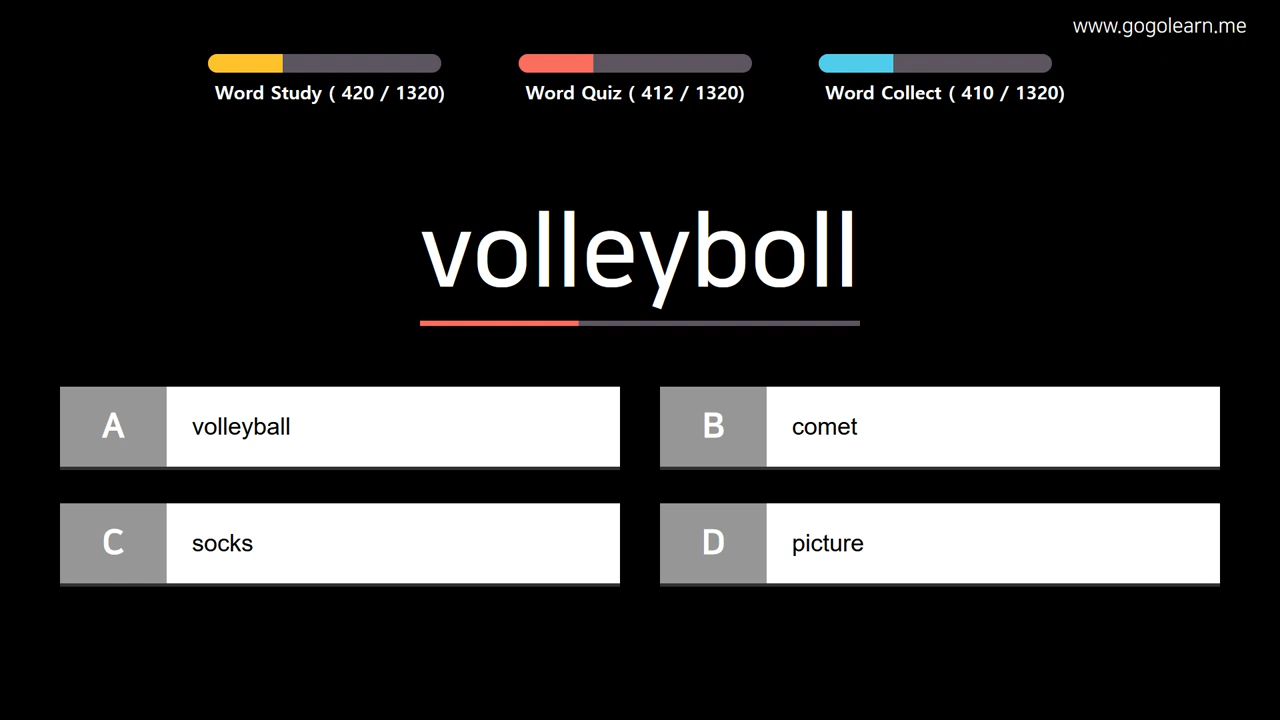 www.gogolearn.me
Word Study ( 420 / 1320)
Word Quiz ( 412 / 1320)
Word Collect ( 410 / 1320)
volleyboll
A
volleyball
B
comet
C
socks
D
picture